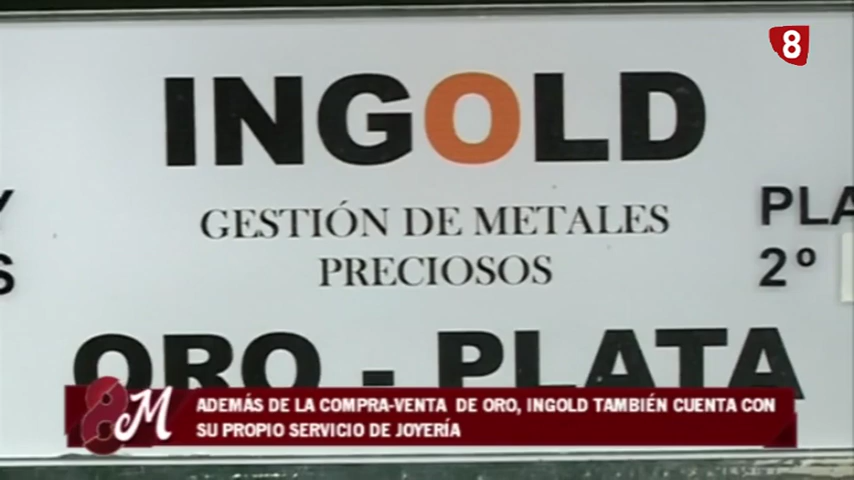 8
INGOLD
GESTIÓN DE METALES
PRECIOSOS
Y
S
PLA
2º
ORO - PLATA
8M
ADEMÁS DE LA COMPRA-VENTA DE ORO, INGOLD TAMBIÉN CUENTA CON
SU PROPIO SERVICIO DE JOYERÍA